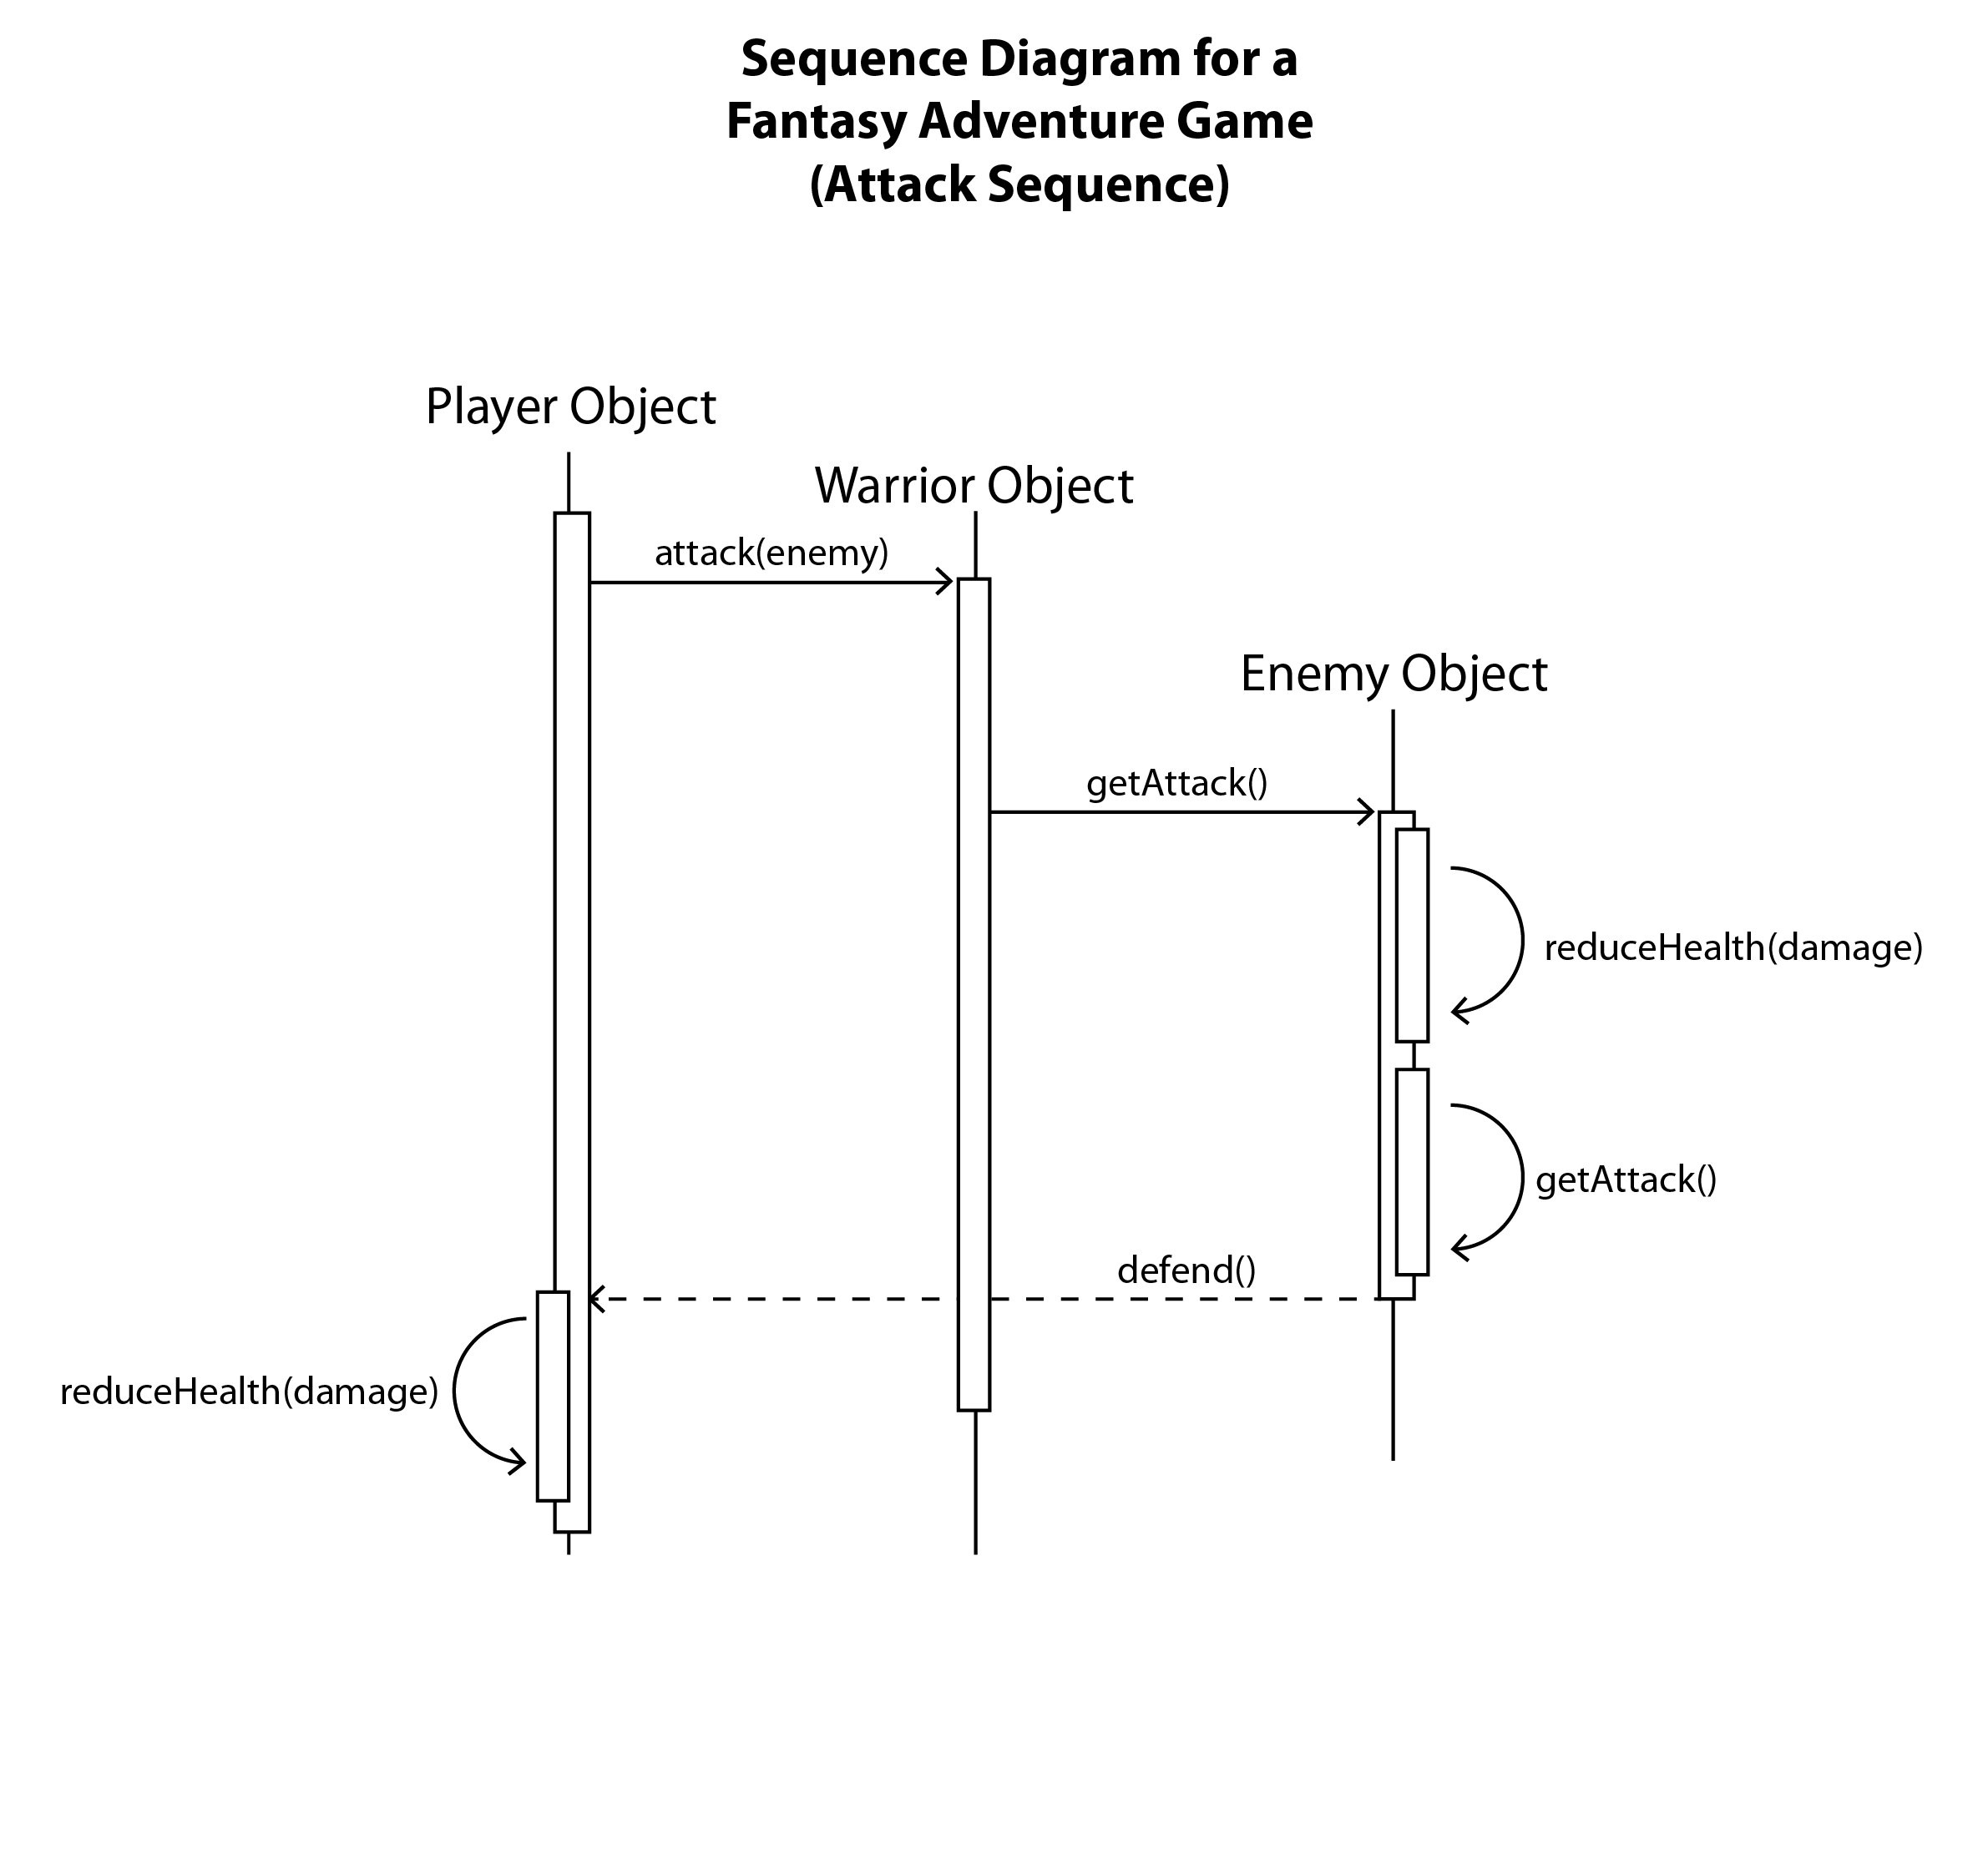 Sequence Diagram for a
Fantasy Adventure Game
(Attack Sequence)
Player Object
Warrior Object
attack(enemy)
Enemy Object
getAttack()
reduceHealth(damage)
getAttack()
defend()
reduceHealth(damage)